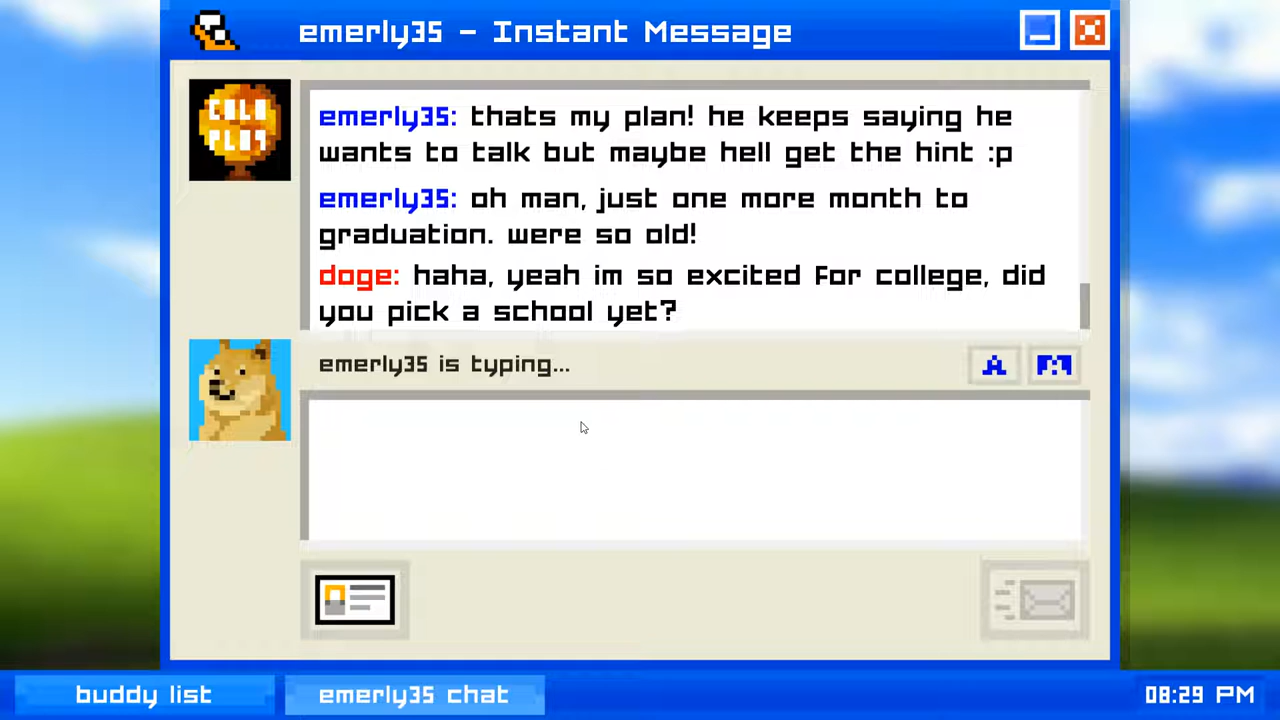 emerly35 - Instant Message
COLD
PLAY
emerly35: thats my plan! he keeps saying he
wants to talk but maybe hell get the hint :p
emerly35: oh man, just one more month to
graduation. were so old!
doge: haha, yeah im so excited for college, did
you pick a school yet?
emerly35 is typing...
A
buddy list
emerly35 chat
08:29 PM